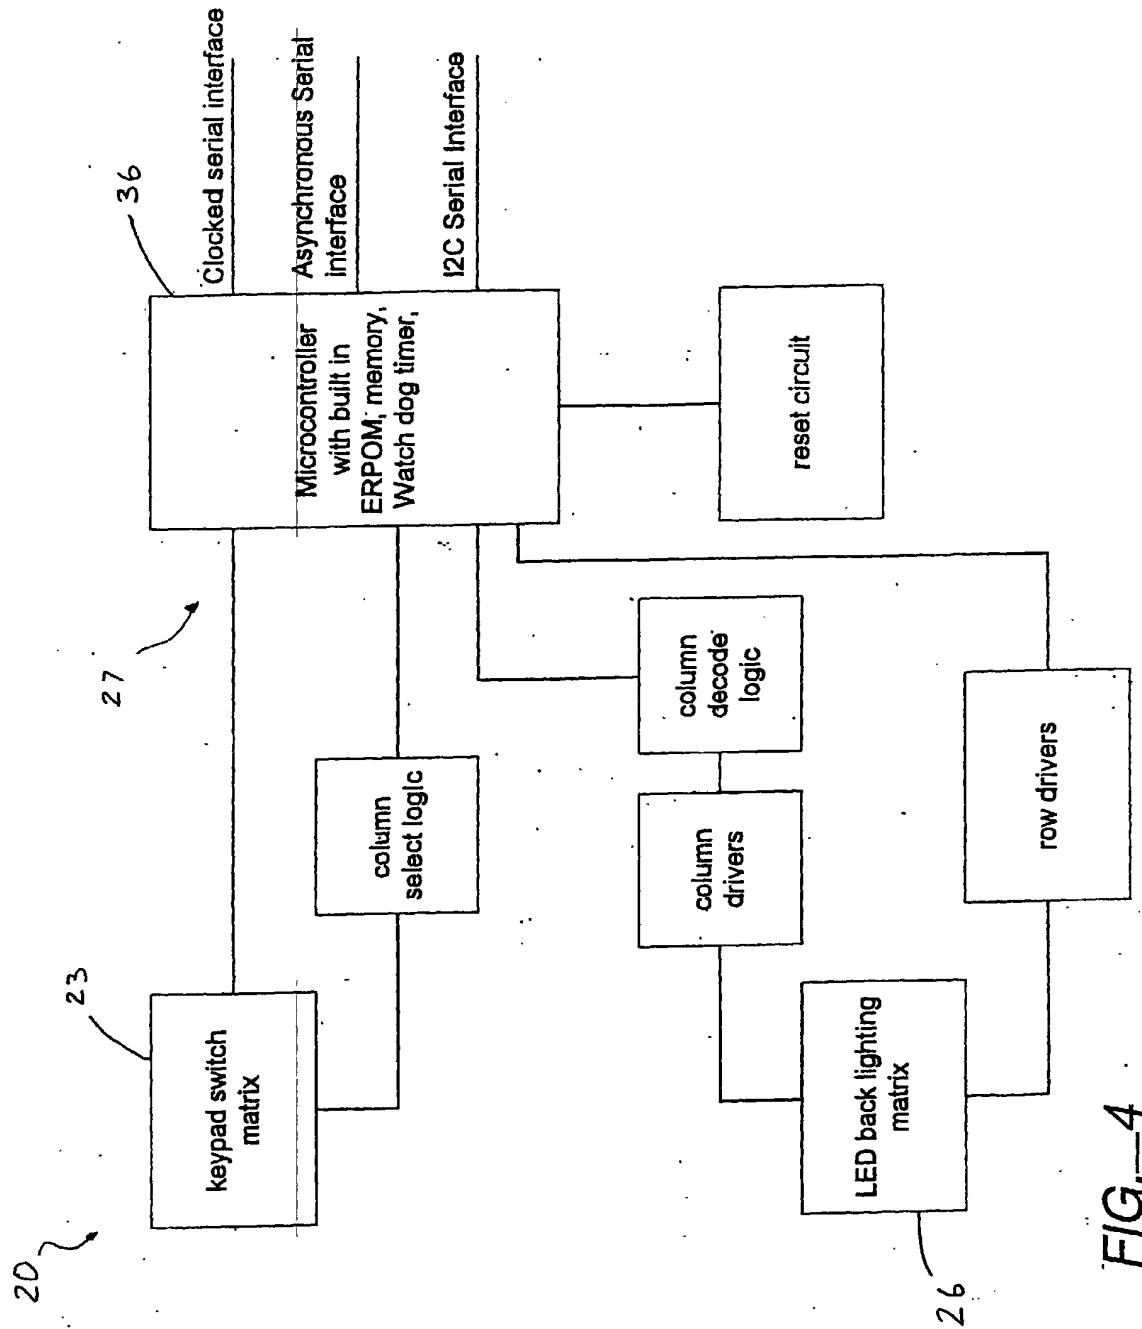 20
23
keypad switch
matrix
27
36
Microcontroller
with built in
ERPOM, memory,
Watch dog timer,
Clocked serial interface
Asynchronous Serial
interface
I2C Serial Interface
column
select logic
column
drivers
column
decode
logic
reset circuit
LED back lighting
matrix
26
row drivers
FIG.—4